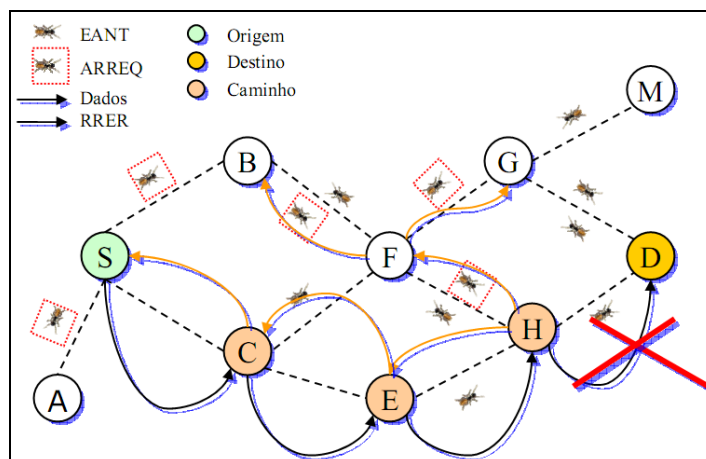 EANT
Origem
ARREQ
Destino
Dados
Caminho
RRER
M
B
G
S
F
D
C
H
A
E